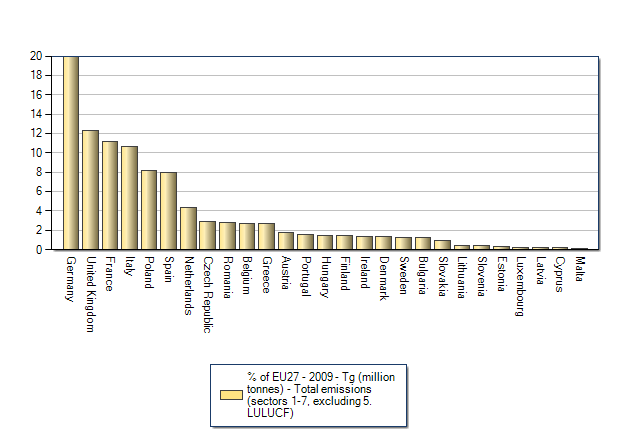 20
18
16
14
12
10
8
6
4
2
0
Germany
United Kingdom
France
Italy
Poland
Spain
Netherlands
Czech Republic
Romania
Belgium
Greece
Austria
Portugal
Hungary
Finland
Ireland
Denmark
Sweden
Bulgaria
Slovakia
Lithuania
Slovenia
Estonia
Luxembourg
Latvia
Cyprus
Malta
% of EU27 - 2009 - Tg (million
tonnes) - Total emissions
(sectors 1-7, excluding 5.
LULUCF)